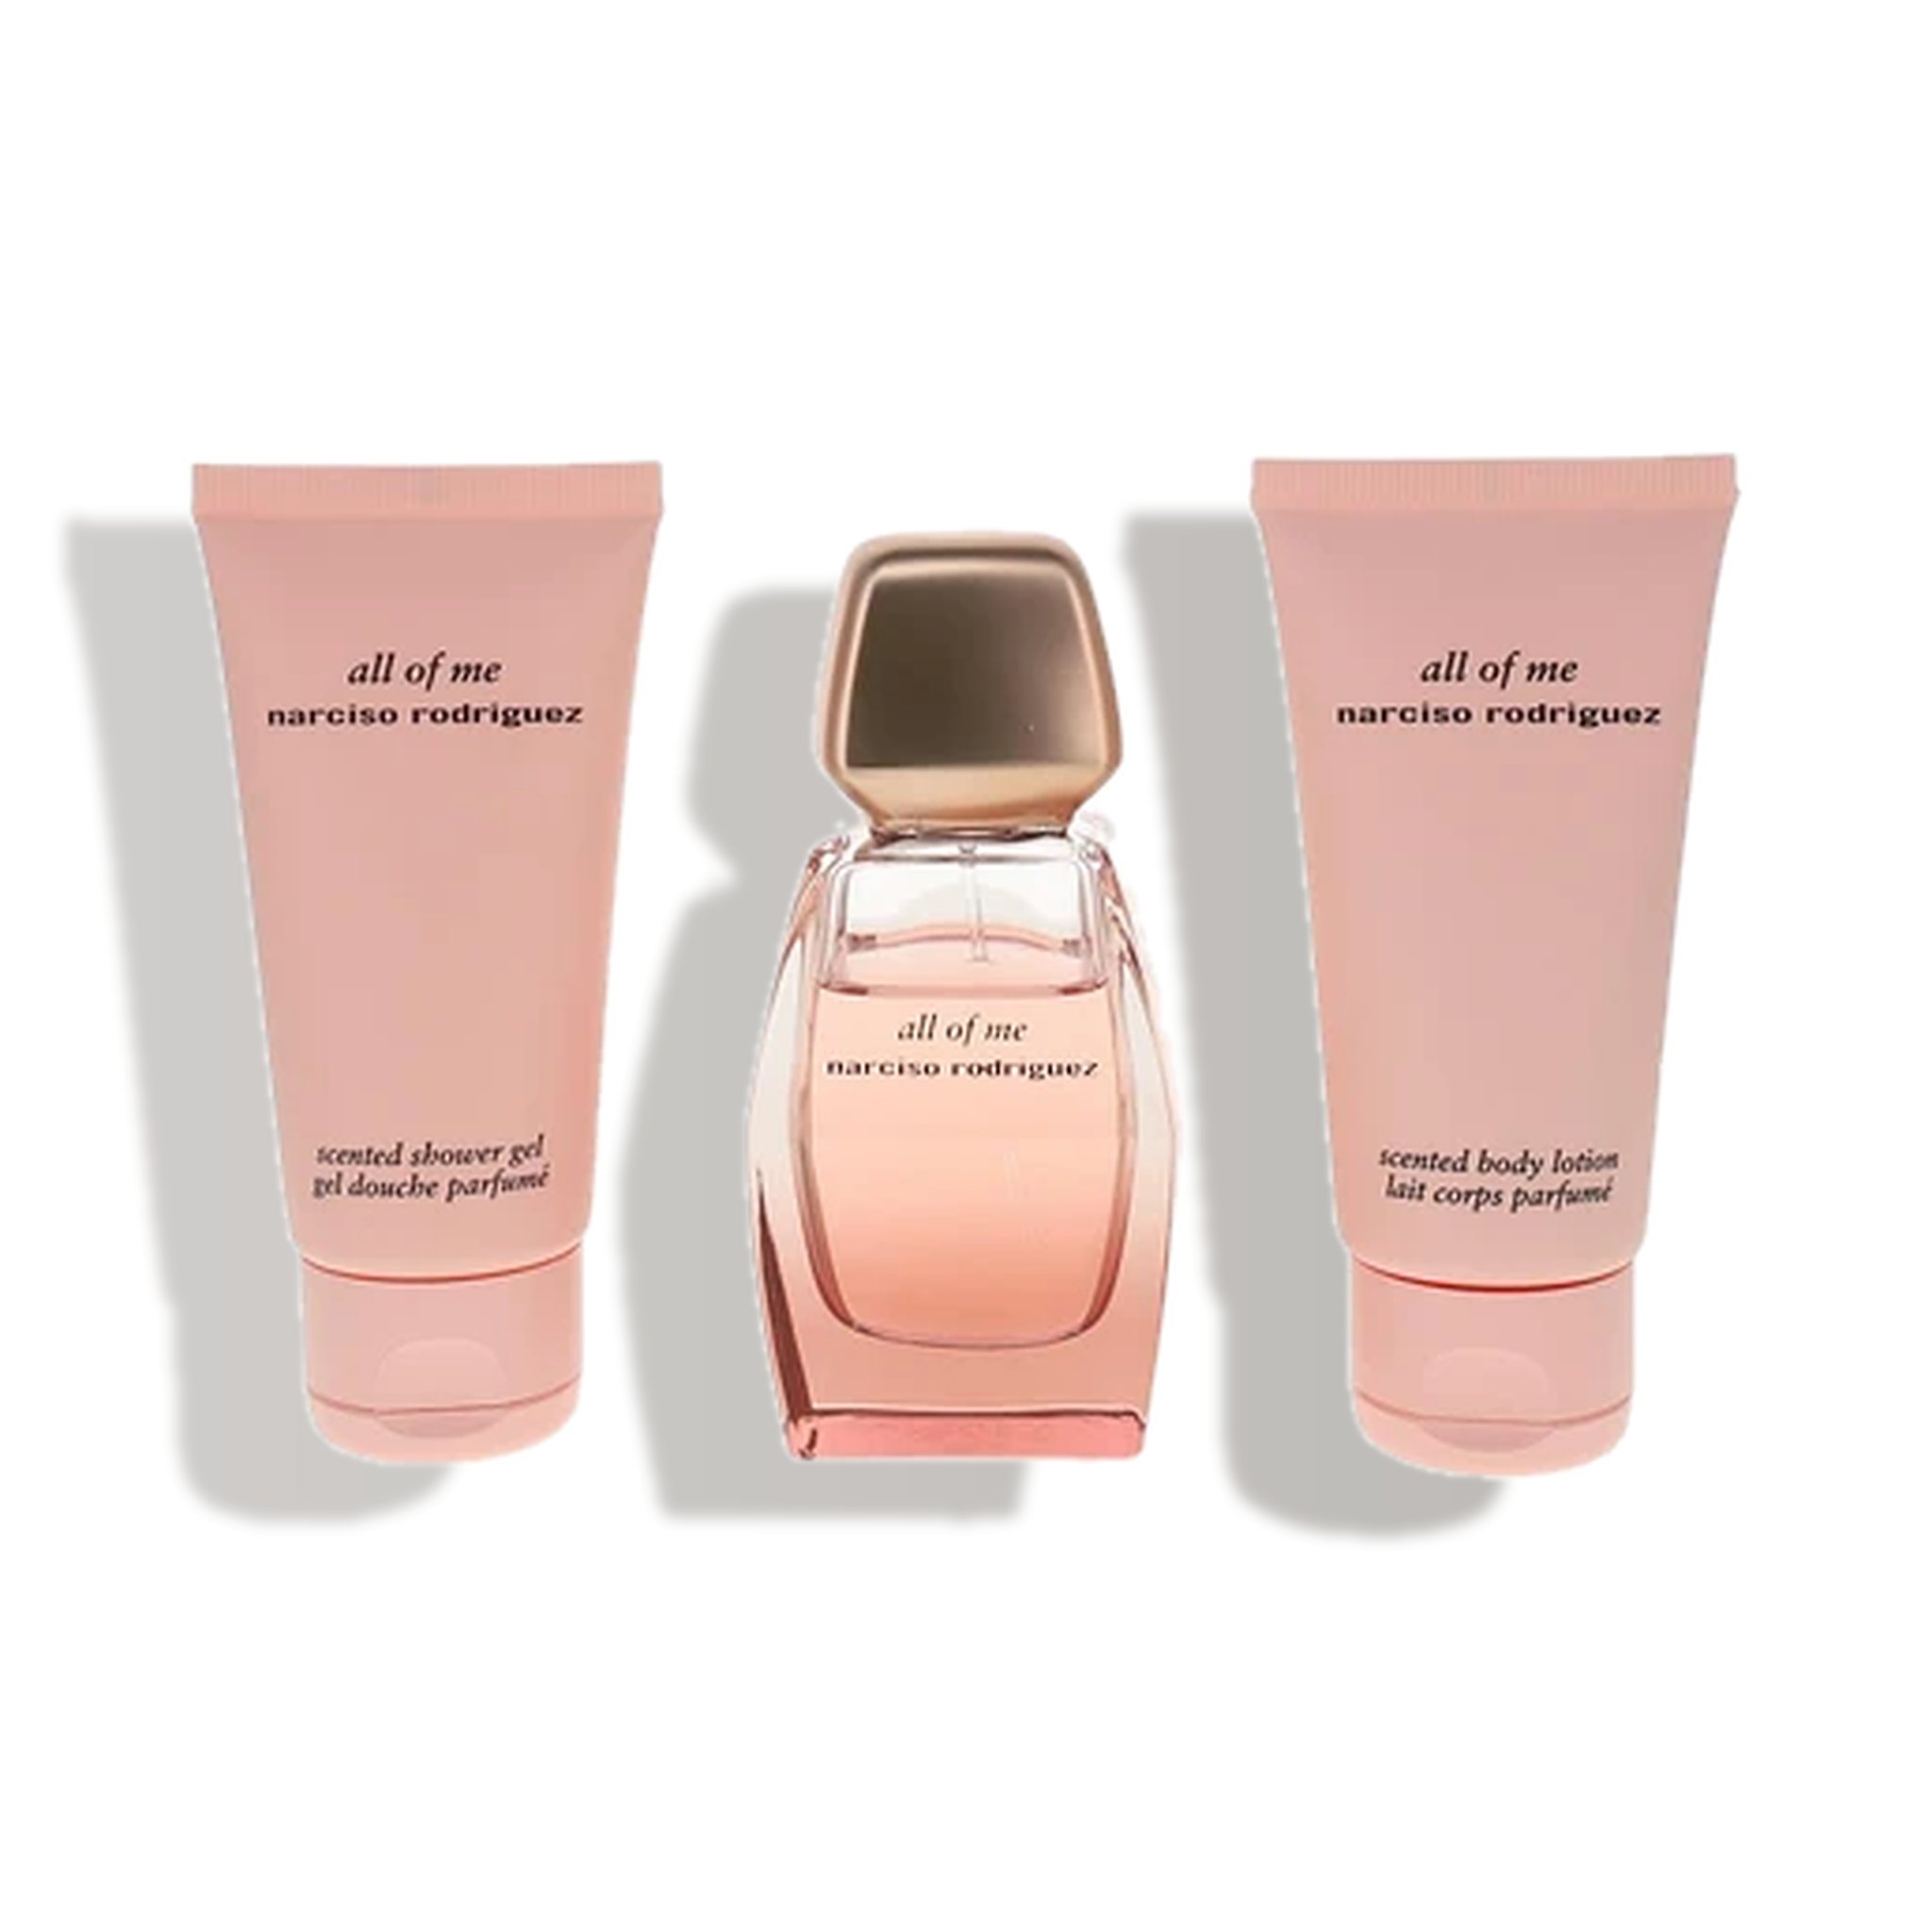 all of me
narciso rodriguez
scented shower gel
gel douche parfumé
all of me
narciso rodriguez
all of me
narciso rodriguez
scented body lotion
lait corps parfumé